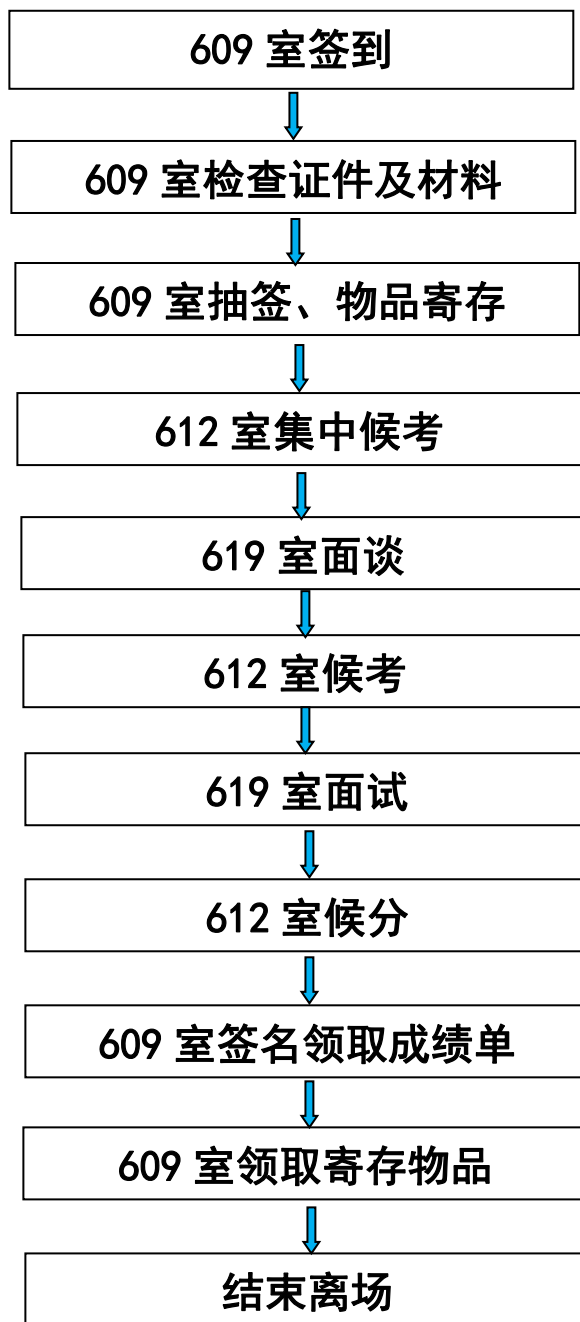 609 室签到
609 室检查证件及材料
609 室抽签、物品寄存
612 室集中候考
619 室面谈
612 室候考
619 室面试
612 室候分
609 室签名领取成绩单
609 室领取寄存物品
结束离场